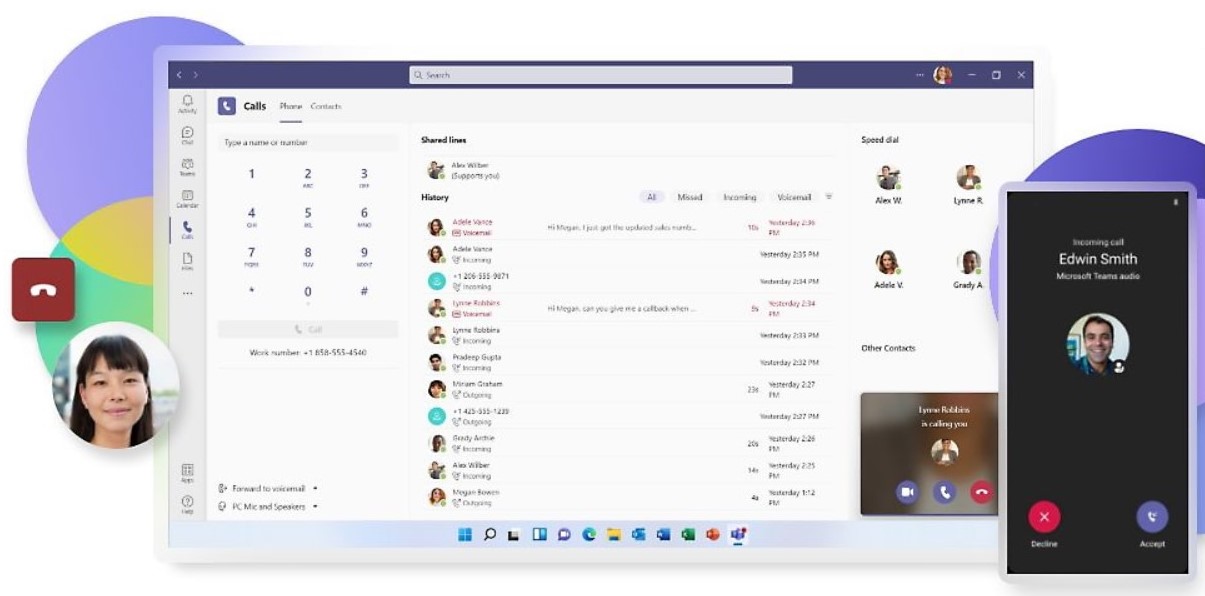 Search
Activity
Chat
Teams
Calendar
Calls
Files
Apps
Help
Calls Phone Contacts
Type a name or number
1 2 3
ABC DEF
4 5 6
GHI JKL MNO
7 8 9
PQRS TUV WXYZ
* 0 #
+
Call
Work number: +1 858-555-4540
Forward to voicemail
PC Mic and Speakers
Shared lines
Alex Wilber
(Supports you)
History All Missed Incoming Voicemail
Adele Vance Hi Megan, I just got the updated sales numb... 10s Yesterday 2:36 PM
Voicemail
Adele Vance Yesterday 2:35 PM
Incoming
+1 206-555-9871 Yesterday 2:34 PM
Incoming
Lynne Robbins Hi Megan, can you give me a callback when ... 9s Yesterday 2:34 PM
Voicemail
Lynne Robbins Yesterday 2:33 PM
Incoming
Pradeep Gupta Yesterday 2:32 PM
Incoming
Miriam Graham 23s Yesterday 2:27 PM
Outgoing
+1 425-555-1239 Yesterday 2:27 PM
Outgoing
Grady Archie 20s Yesterday 2:26 PM
Incoming
Alex Wilber 14s Yesterday 2:25 PM
Incoming
Megan Bowen 4s Yesterday 1:12 PM
Outgoing
Speed dial
Alex W. Lynne R.
Adele V. Grady A.
Other Contacts
Lynne Robbins
is calling you
Incoming call
Edwin Smith
Microsoft Teams audio
Decline Accept